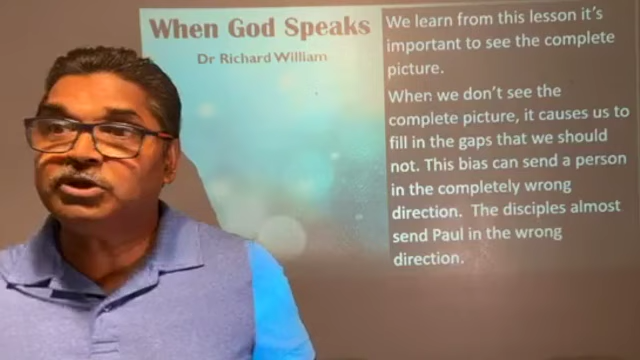 When God Speaks
Dr Richard William
We learn from this lesson it's
important to see the complete
picture.
When we don't see the
complete picture, it causes us to
fill in the gaps that we should
not. This bias can send a person
in the completely wrong
direction. The disciples almost
send Paul in the wrong
direction.